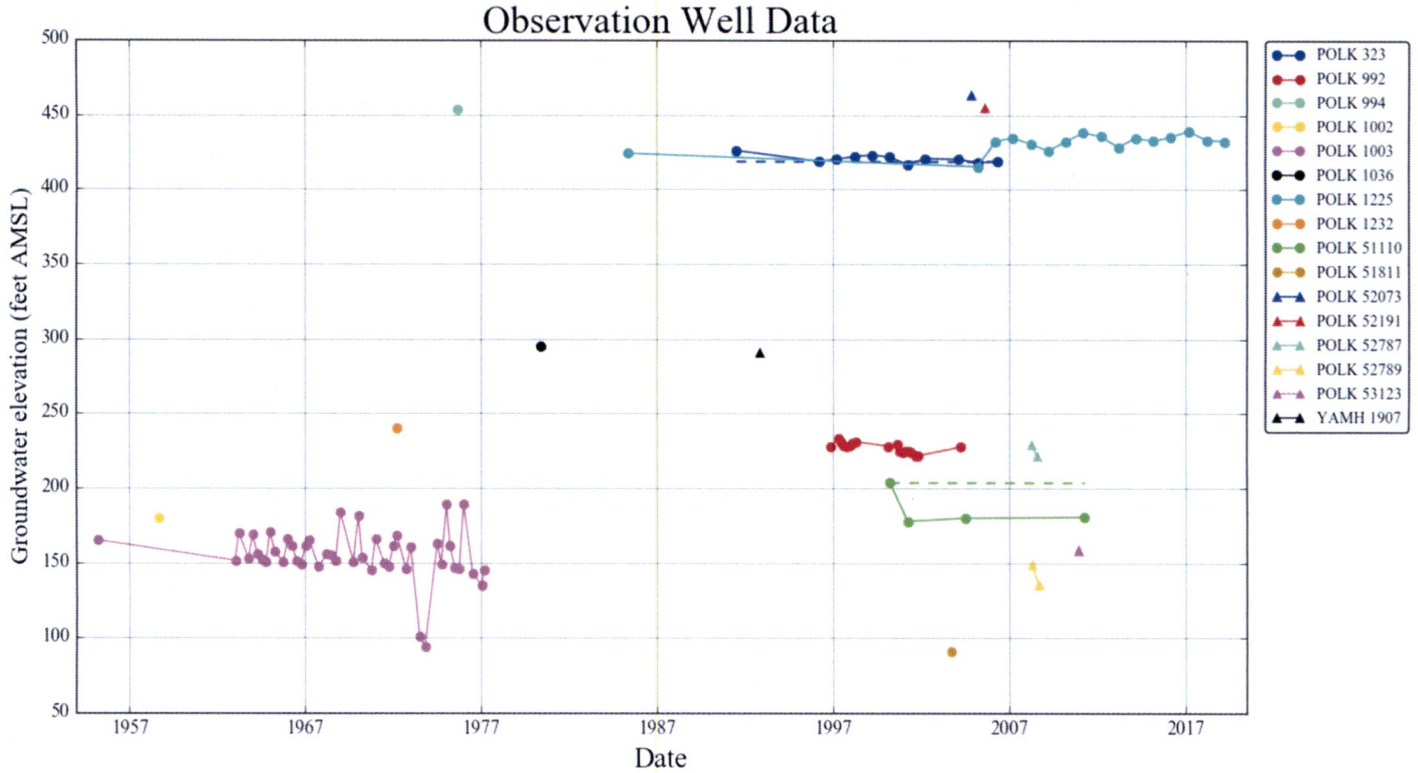 Observation Well Data
500
450
400
350
300
250
200
150
100
50
Groundwater elevation (feet AMSL)
1957 1967 1977 1987 1997 2007 2017
Date
POLK 323
POLK 992
POLK 994
POLK 1002
POLK 1003
POLK 1036
POLK 1225
POLK 1232
POLK 51110
POLK 51811
POLK 52073
POLK 52191
POLK 52787
POLK 52789
POLK 53123
YAMH 1907